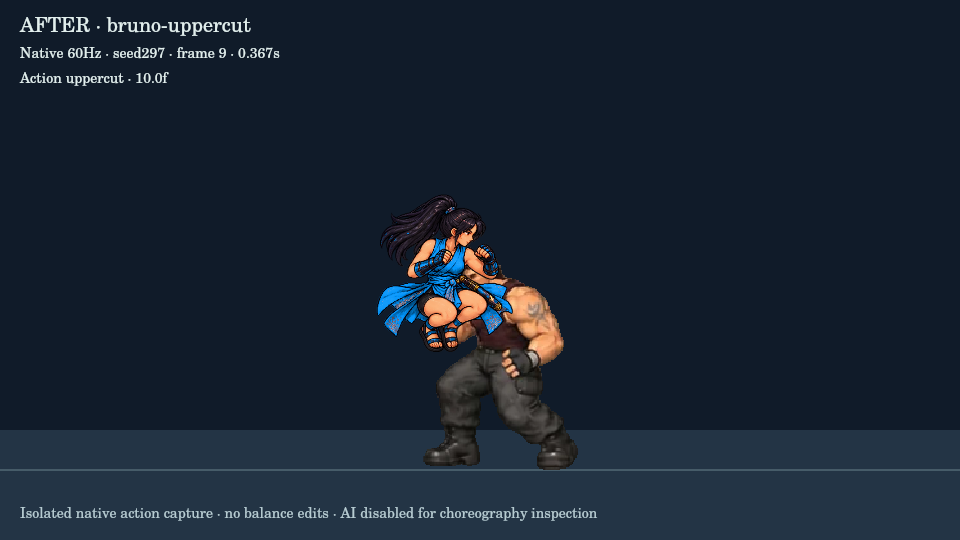 AFTER · bruno-uppercut
Native 60Hz · seed297 · frame 9 · 0.367s
Action uppercut · 10.0f
Isolated native action capture · no balance edits · AI disabled for choreography inspection